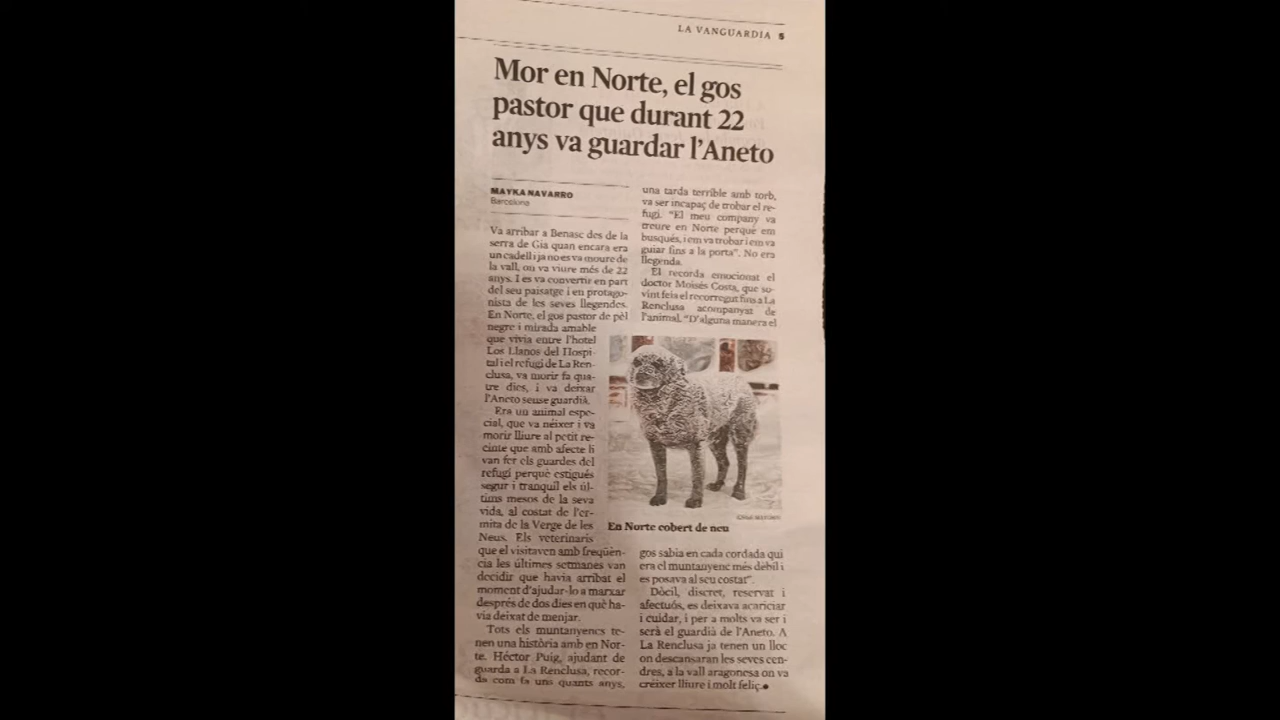 LA VANGUARDIA 5
Mor en Norte, el gos
pastor que durant 22
anys va guardar l'Aneto
MAYKA NAVARRO
Barcelona
Va arribar a Benasc des de la
serra de Gia quan encara era
un cadell i ja no es va moure de
la vall, on va viure més de 22
anys. I es va convertir en part
del seu paisatge i en protago-
nista de les seves llegendes.
En Norte, el gos pastor de pèl
negre i mirada amable
que vivia entre l'hotel
Los Llanos del Hospi-
tal i el refugi de La Ren-
clusa, va morir fa qua-
tre dies, i va deixar
l'Aneto sense guardià.
Era un animal espe-
cial, que va néixer i va
morir lliure al petit re-
cinte que amb afecte li
van fer els guardes del
refugi perquè estigués
segur i tranquil els úl-
tims mesos de la seva
vida, al costat de l'er-
mita de la Verge de les
Neus. Els veterinaris
que el visitaven amb freqüèn-
cia les últimes setmanes van
decidir que havia arribat el
moment d'ajudar-lo a marxar
després de dos dies en què ha-
via deixat de menjar.
Tots els muntanyencs te-
nen una història amb en Nor-
te. Héctor Puig, ajudant de
guarda a La Renclusa, recor-
da com fa uns quants anys,
una tarda terrible amb torb,
va ser incapaç de trobar el re-
fugi. "El meu company va
treure en Norte perquè em
busqués, i em va trobar i em va
guiar fins a la porta". No era
llegenda.
El recorda emocionat el
doctor Moisés Costa, que so-
vint feia el recorregut fins a La
Renclusa acompanyat de
l'animal. "D'alguna manera el
En Norte cobert de neu
gos sabia en cada cordada qui
era el muntanyenc més dèbil i
es posava al seu costat".
Dòcil, discret, reservat i
afectuós, es deixava acariciar
i cuidar, i per a molts va ser i
serà el guardià de l'Aneto. A
La Renclusa ja tenen un lloc
on descansaran les seves cen-
dres, a la vall aragonesa on va
créixer lliure i molt feliç.●